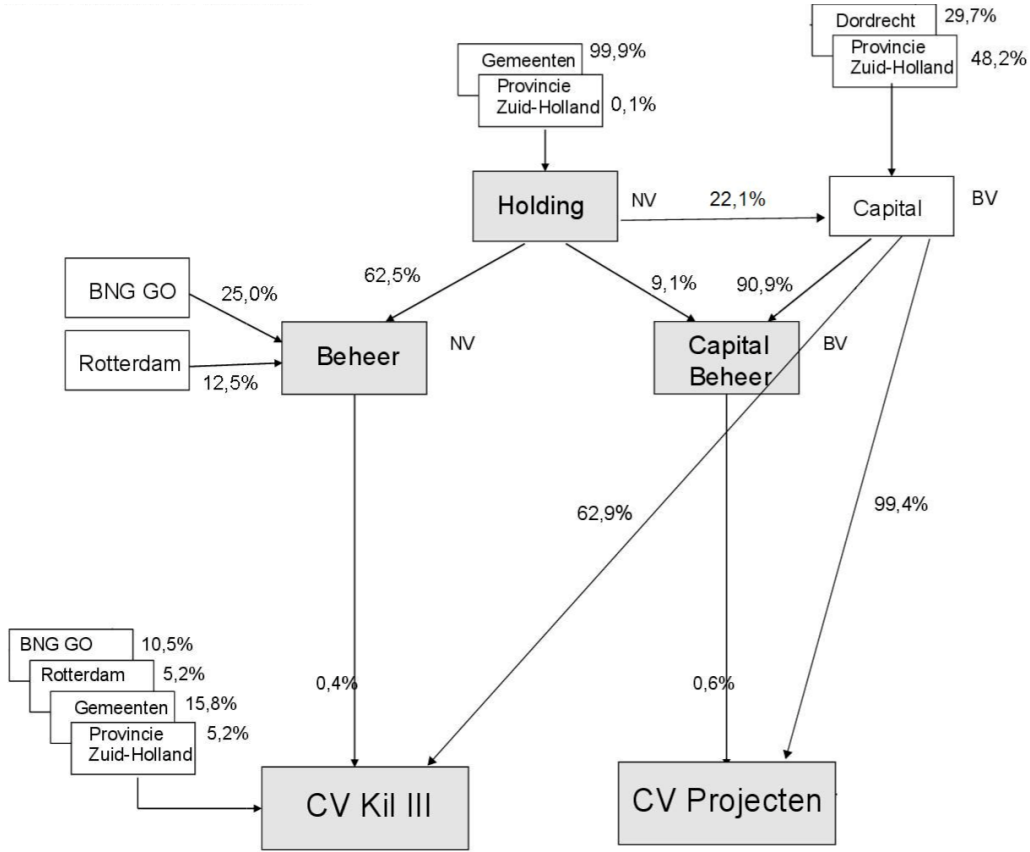 Dordrecht
29,7%
Provincie
Zuid-Holland
48,2%
Gemeenten
99,9%
Provincie
Zuid-Holland
0,1%
Holding
NV
22,1%
Capital
BV
62,5%
9,1%
90,9%
BNG GO
25,0%
Rotterdam
12,5%
Beheer
NV
Capital
Beheer
BV
62,9%
99,4%
BNG GO
10,5%
Rotterdam
5,2%
Gemeenten
15,8%
Provincie
Zuid-Holland
5,2%
0,4%
0,6%
CV Kil III
CV Projecten